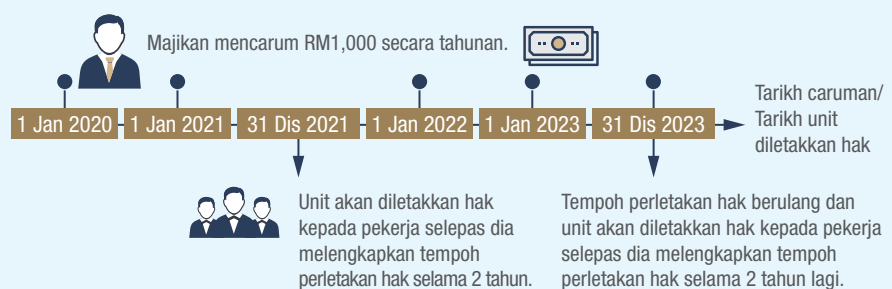 Majikan mencarum RM1,000 secara tahunan.
1 Jan 2020
1 Jan 2021
31 Dis 2021
1 Jan 2022
1 Jan 2023
31 Dis 2023
Tarikh caruman/
Tarikh unit
diletakkan hak
Unit akan diletakkan hak
kepada pekerja selepas dia
melengkapkan tempoh
perletakan hak selama 2 tahun.
Tempoh perletakan hak berulang dan
unit akan diletakkan hak kepada pekerja
selepas dia melengkapkan tempoh
perletakan hak selama 2 tahun lagi.